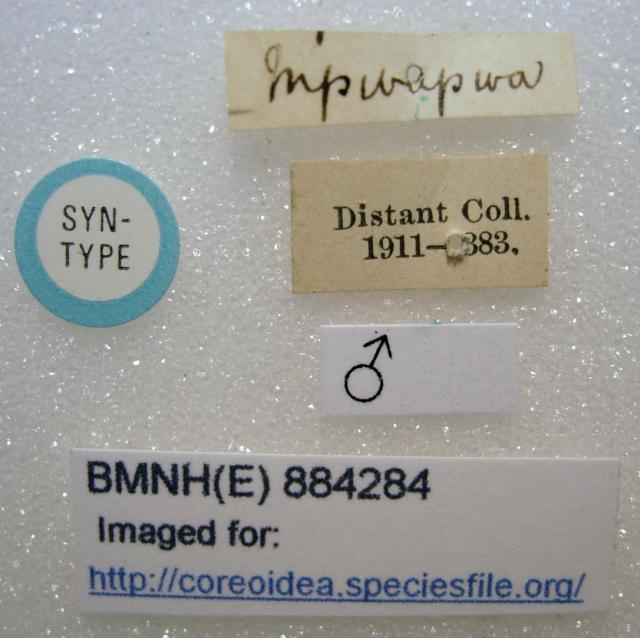 Mpwapwa
SYN-
TYPE
Distant Coll.
1911—383.
♂
BMNH(E) 884284
Imaged for:
http://coreoidea.speciesfile.org/